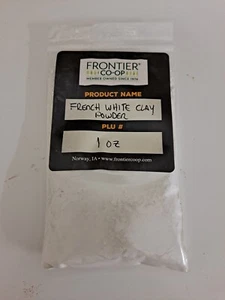 FRONTIER
CO-OP
MEMBER OWNED SINCE 1976
PRODUCT NAME
FRENCH WHITE CLAY
POWDER
PLU #
1 OZ
Norway, IA • www.frontiercoop.com